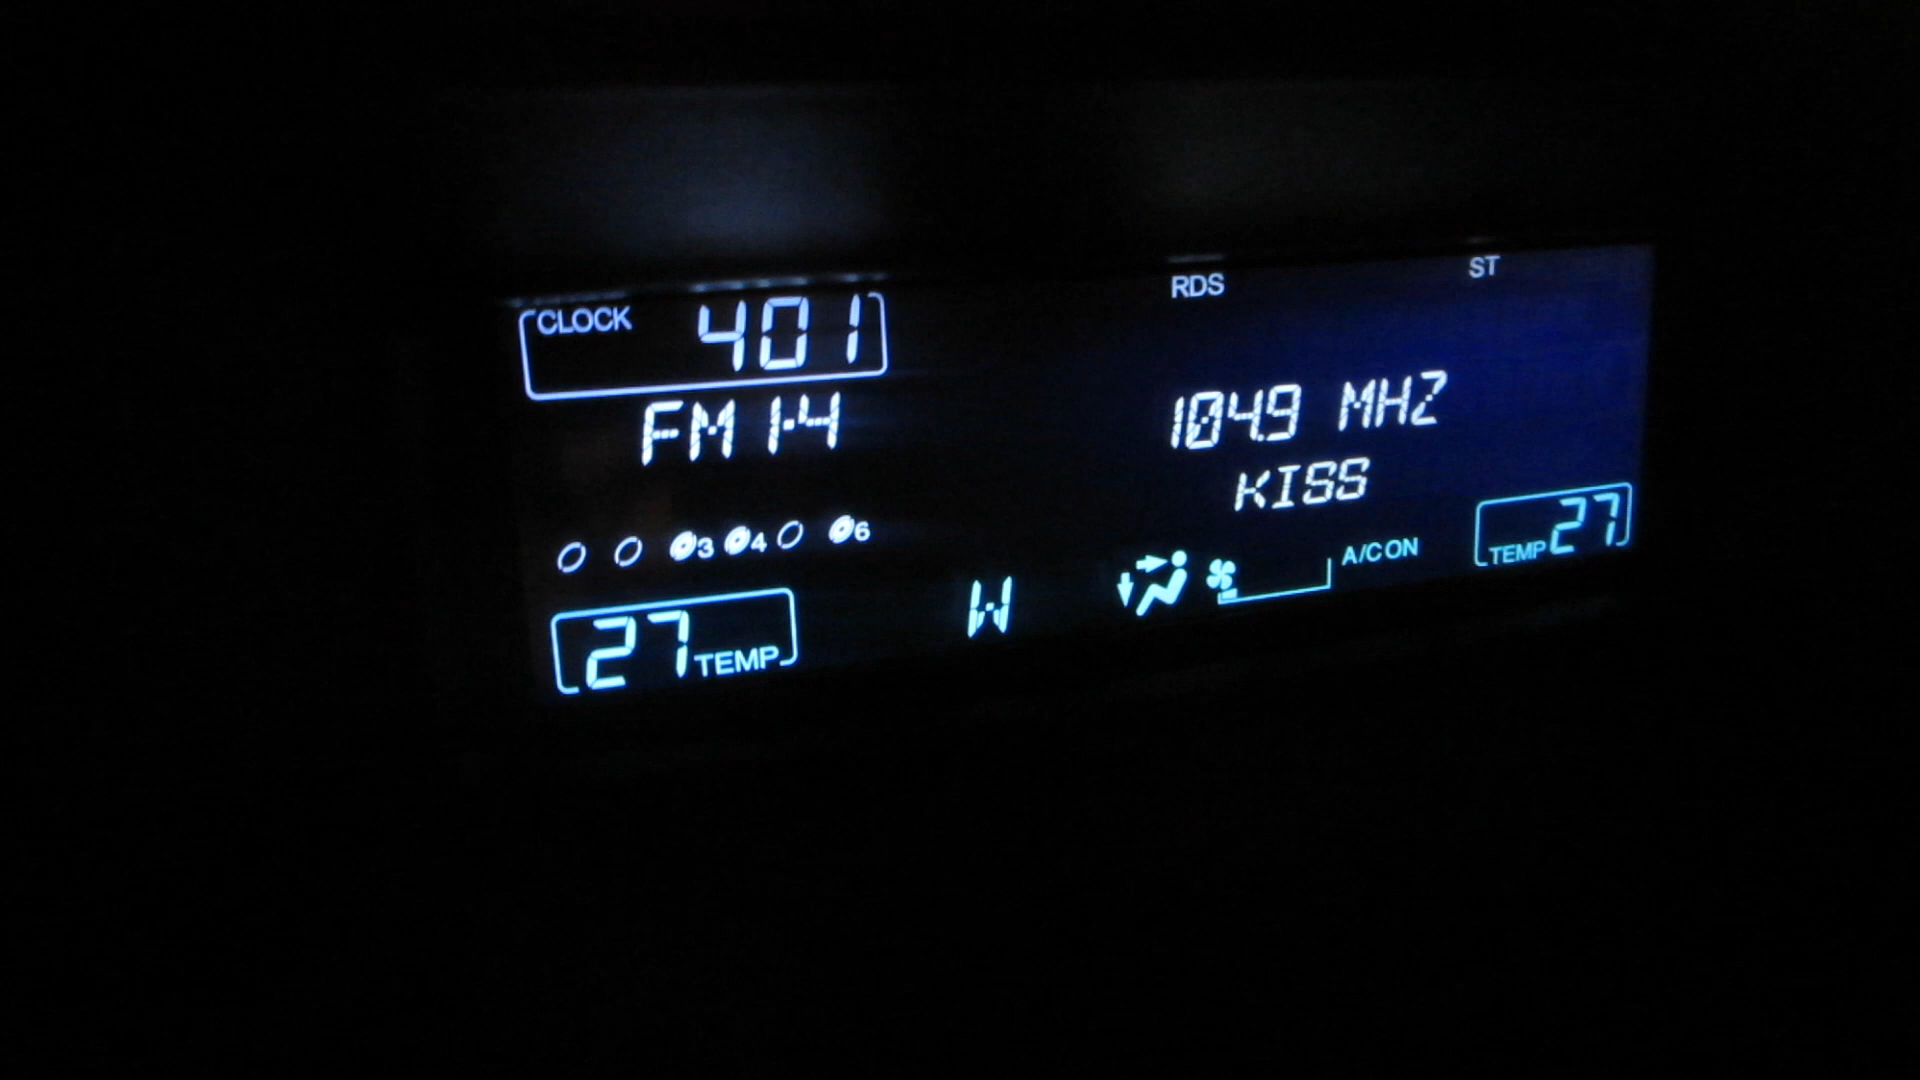 RDS ST
CLOCK 401
FM 1-4 104.9 MHZ
KISS
3 4 6
A/C ON TEMP 27
27 TEMP W